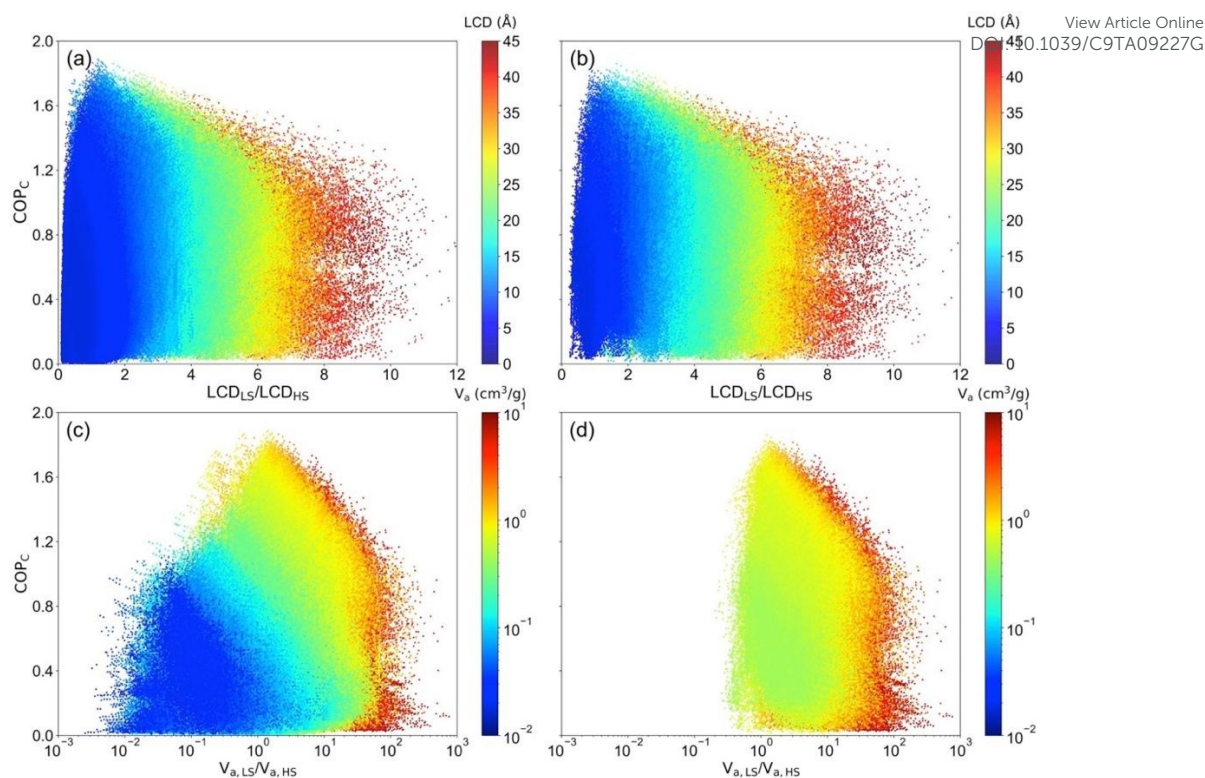 View Article Online
DOI: 10.1039/C9TA09227G
LCD (Å)
LCD (Å)
(a)
(b)
2.0
1.6
1.2
0.8
0.4
0.0
COP_C
0 2 4 6 8 10 12
LCD_LS/LCD_HS
45
40
35
30
25
20
15
10
5
0
0 2 4 6 8 10 12
LCD_LS/LCD_HS
45
40
35
30
25
20
15
10
5
0
V_a (cm³/g)
V_a (cm³/g)
(c)
(d)
2.0
1.6
1.2
0.8
0.4
0.0
COP_C
10⁻³ 10⁻² 10⁻¹ 10⁰ 10¹ 10² 10³
V_a, LS/V_a, HS
10¹
10⁰
10⁻¹
10⁻²
10⁻³ 10⁻² 10⁻¹ 10⁰ 10¹ 10² 10³
V_a, LS/V_a, HS
10¹
10⁰
10⁻¹
10⁻²